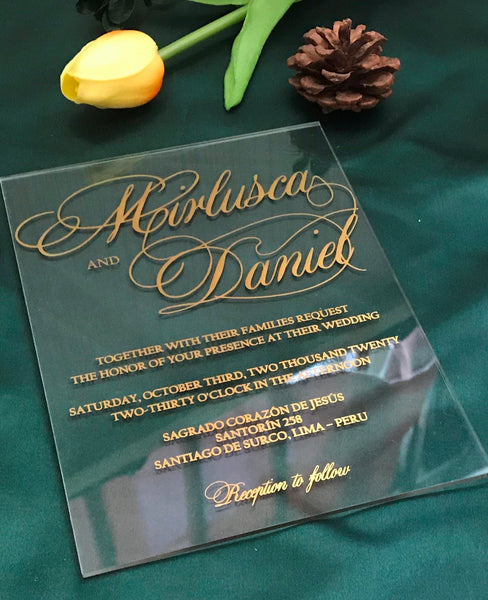 Mirlusca
AND
Daniel
TOGETHER WITH THEIR FAMILIES REQUEST
THE HONOR OF YOUR PRESENCE AT THEIR WEDDING
SATURDAY, OCTOBER THIRD, TWO THOUSAND TWENTY
TWO-THIRTY O'CLOCK IN THE AFTERNOON
SAGRADO CORAZÓN DE JESÚS
SANTORÍN 258
SANTIAGO DE SURCO, LIMA – PERU
Reception to follow